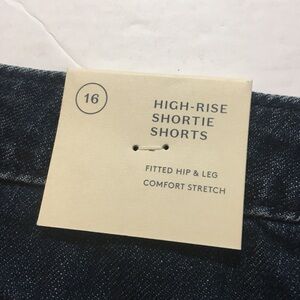 16
HIGH-RISE
SHORTIE
SHORTS
FITTED HIP & LEG
COMFORT STRETCH